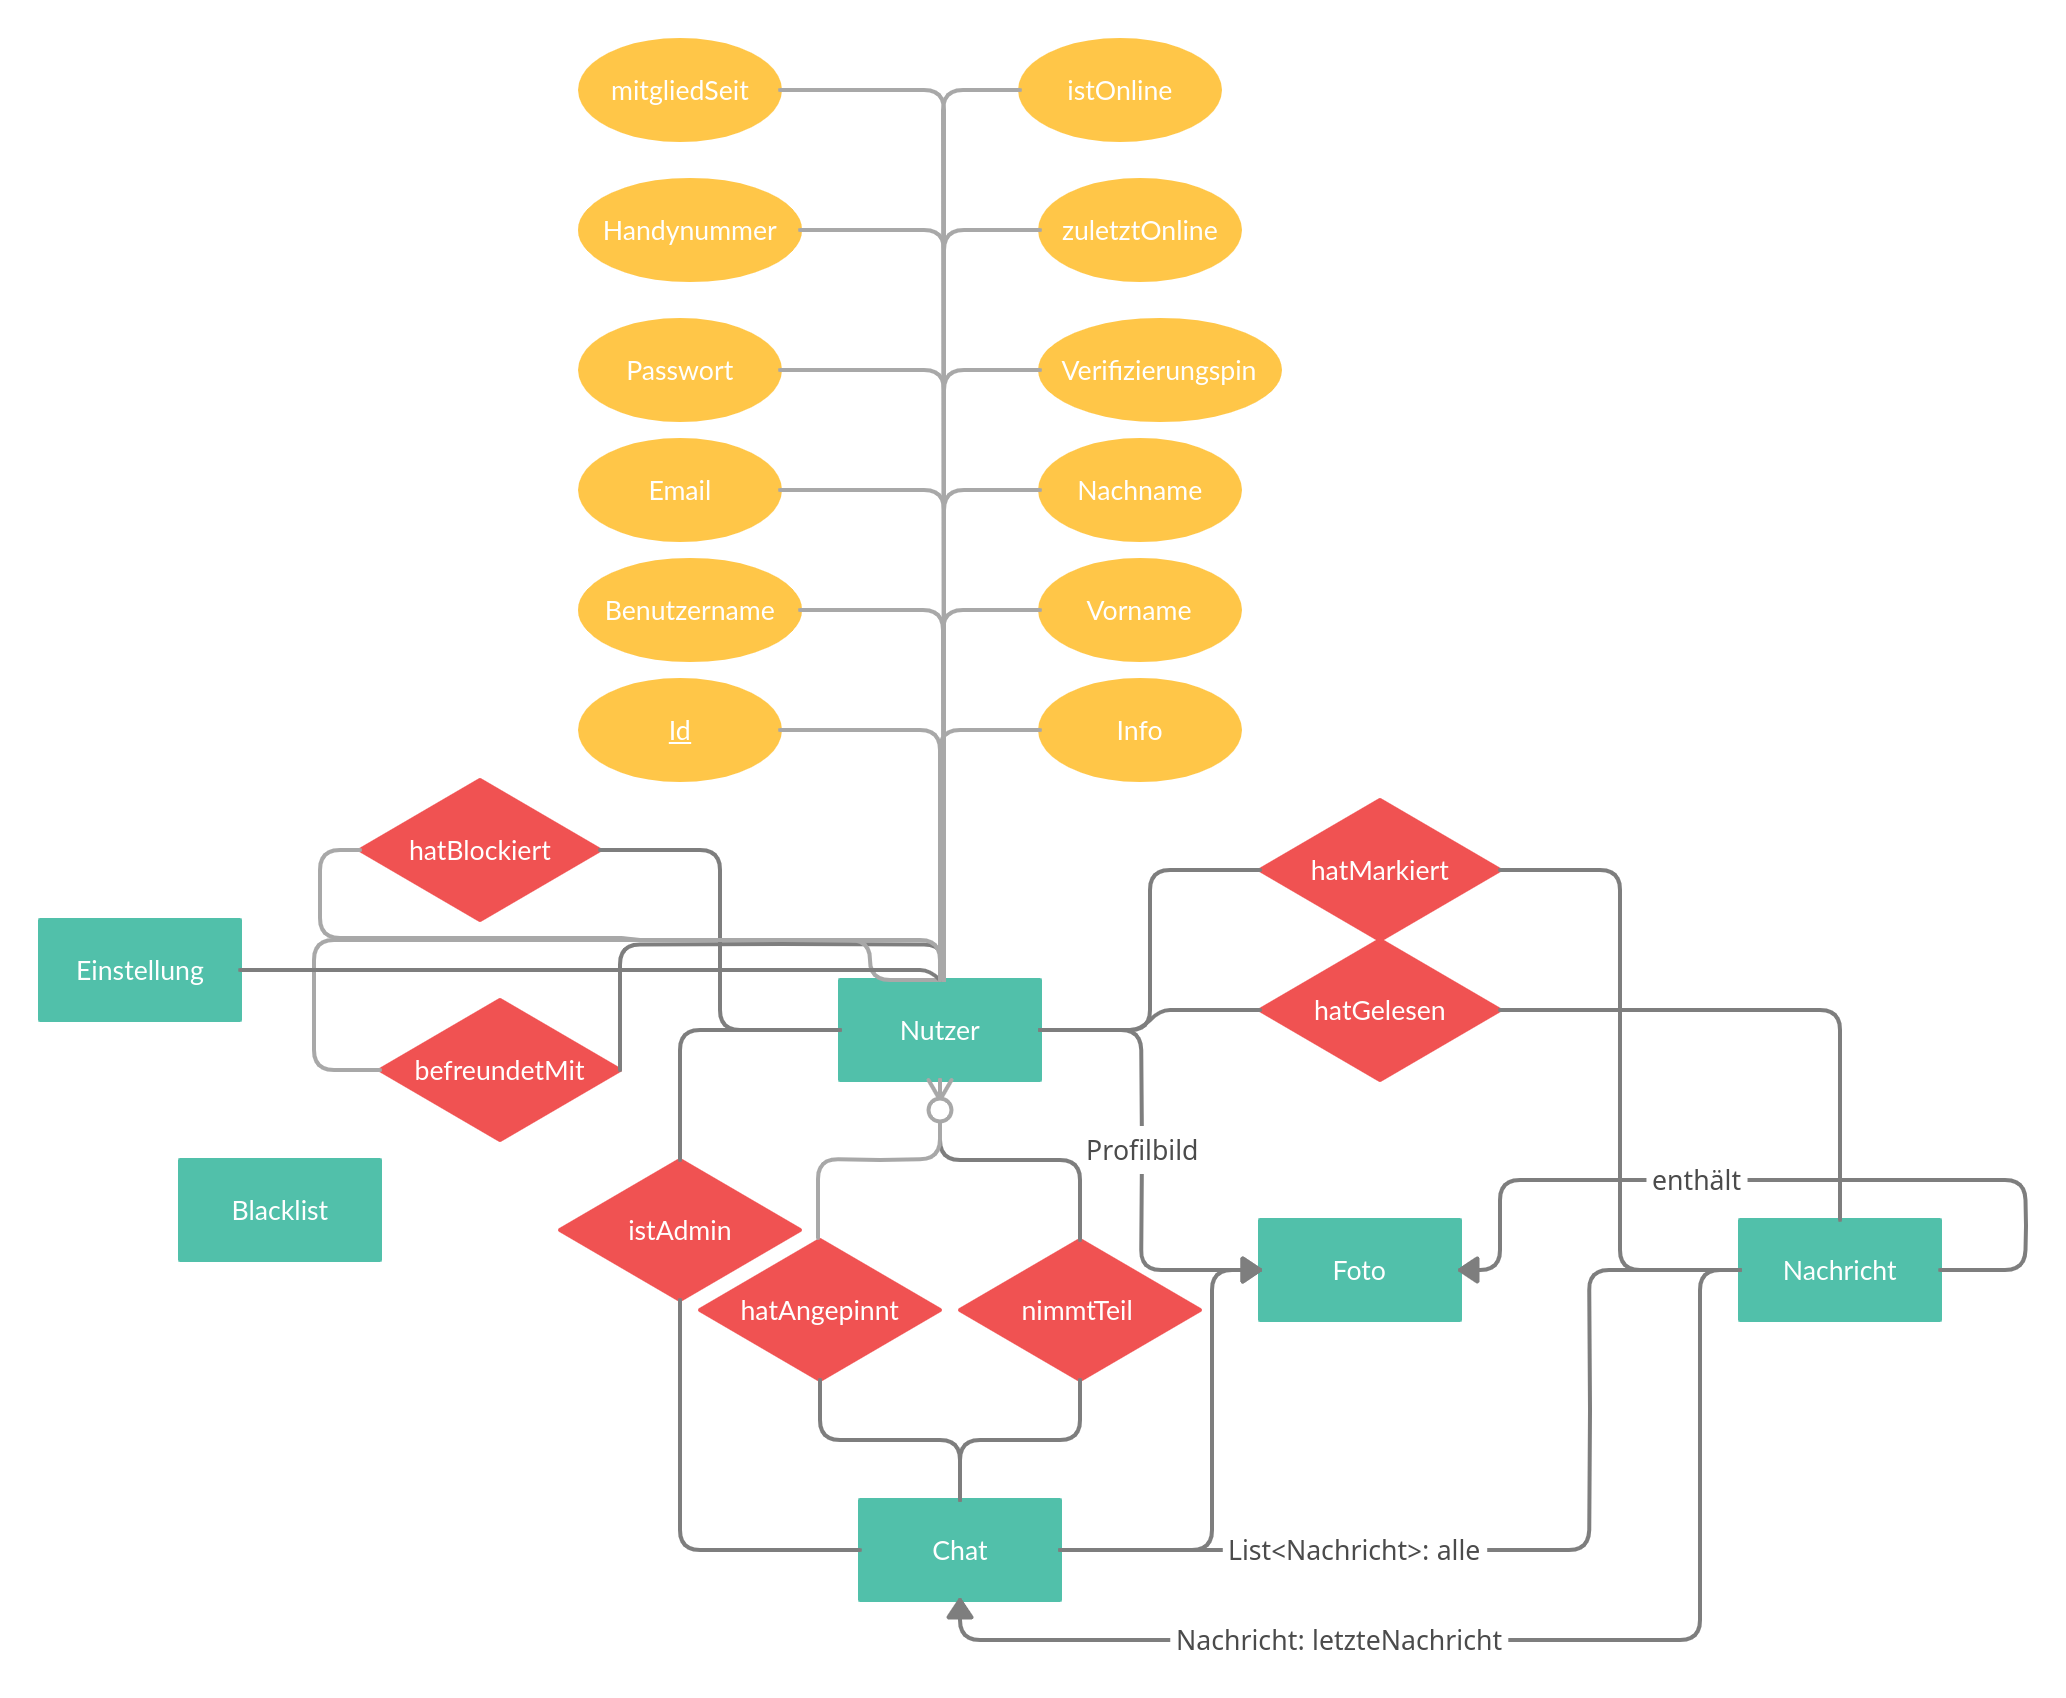 mitgliedSeit
istOnline
Handynummer
zuletztOnline
Passwort
Verifizierungspin
Email
Nachname
Benutzername
Vorname
Id
Info
hatBlockiert
hatMarkiert
Einstellung
hatGelesen
Nutzer
befreundetMit
Profilbild
enthält
Blacklist
istAdmin
Foto
Nachricht
hatAngepinnt
nimmtTeil
Chat
List<Nachricht>: alle
Nachricht: letzteNachricht